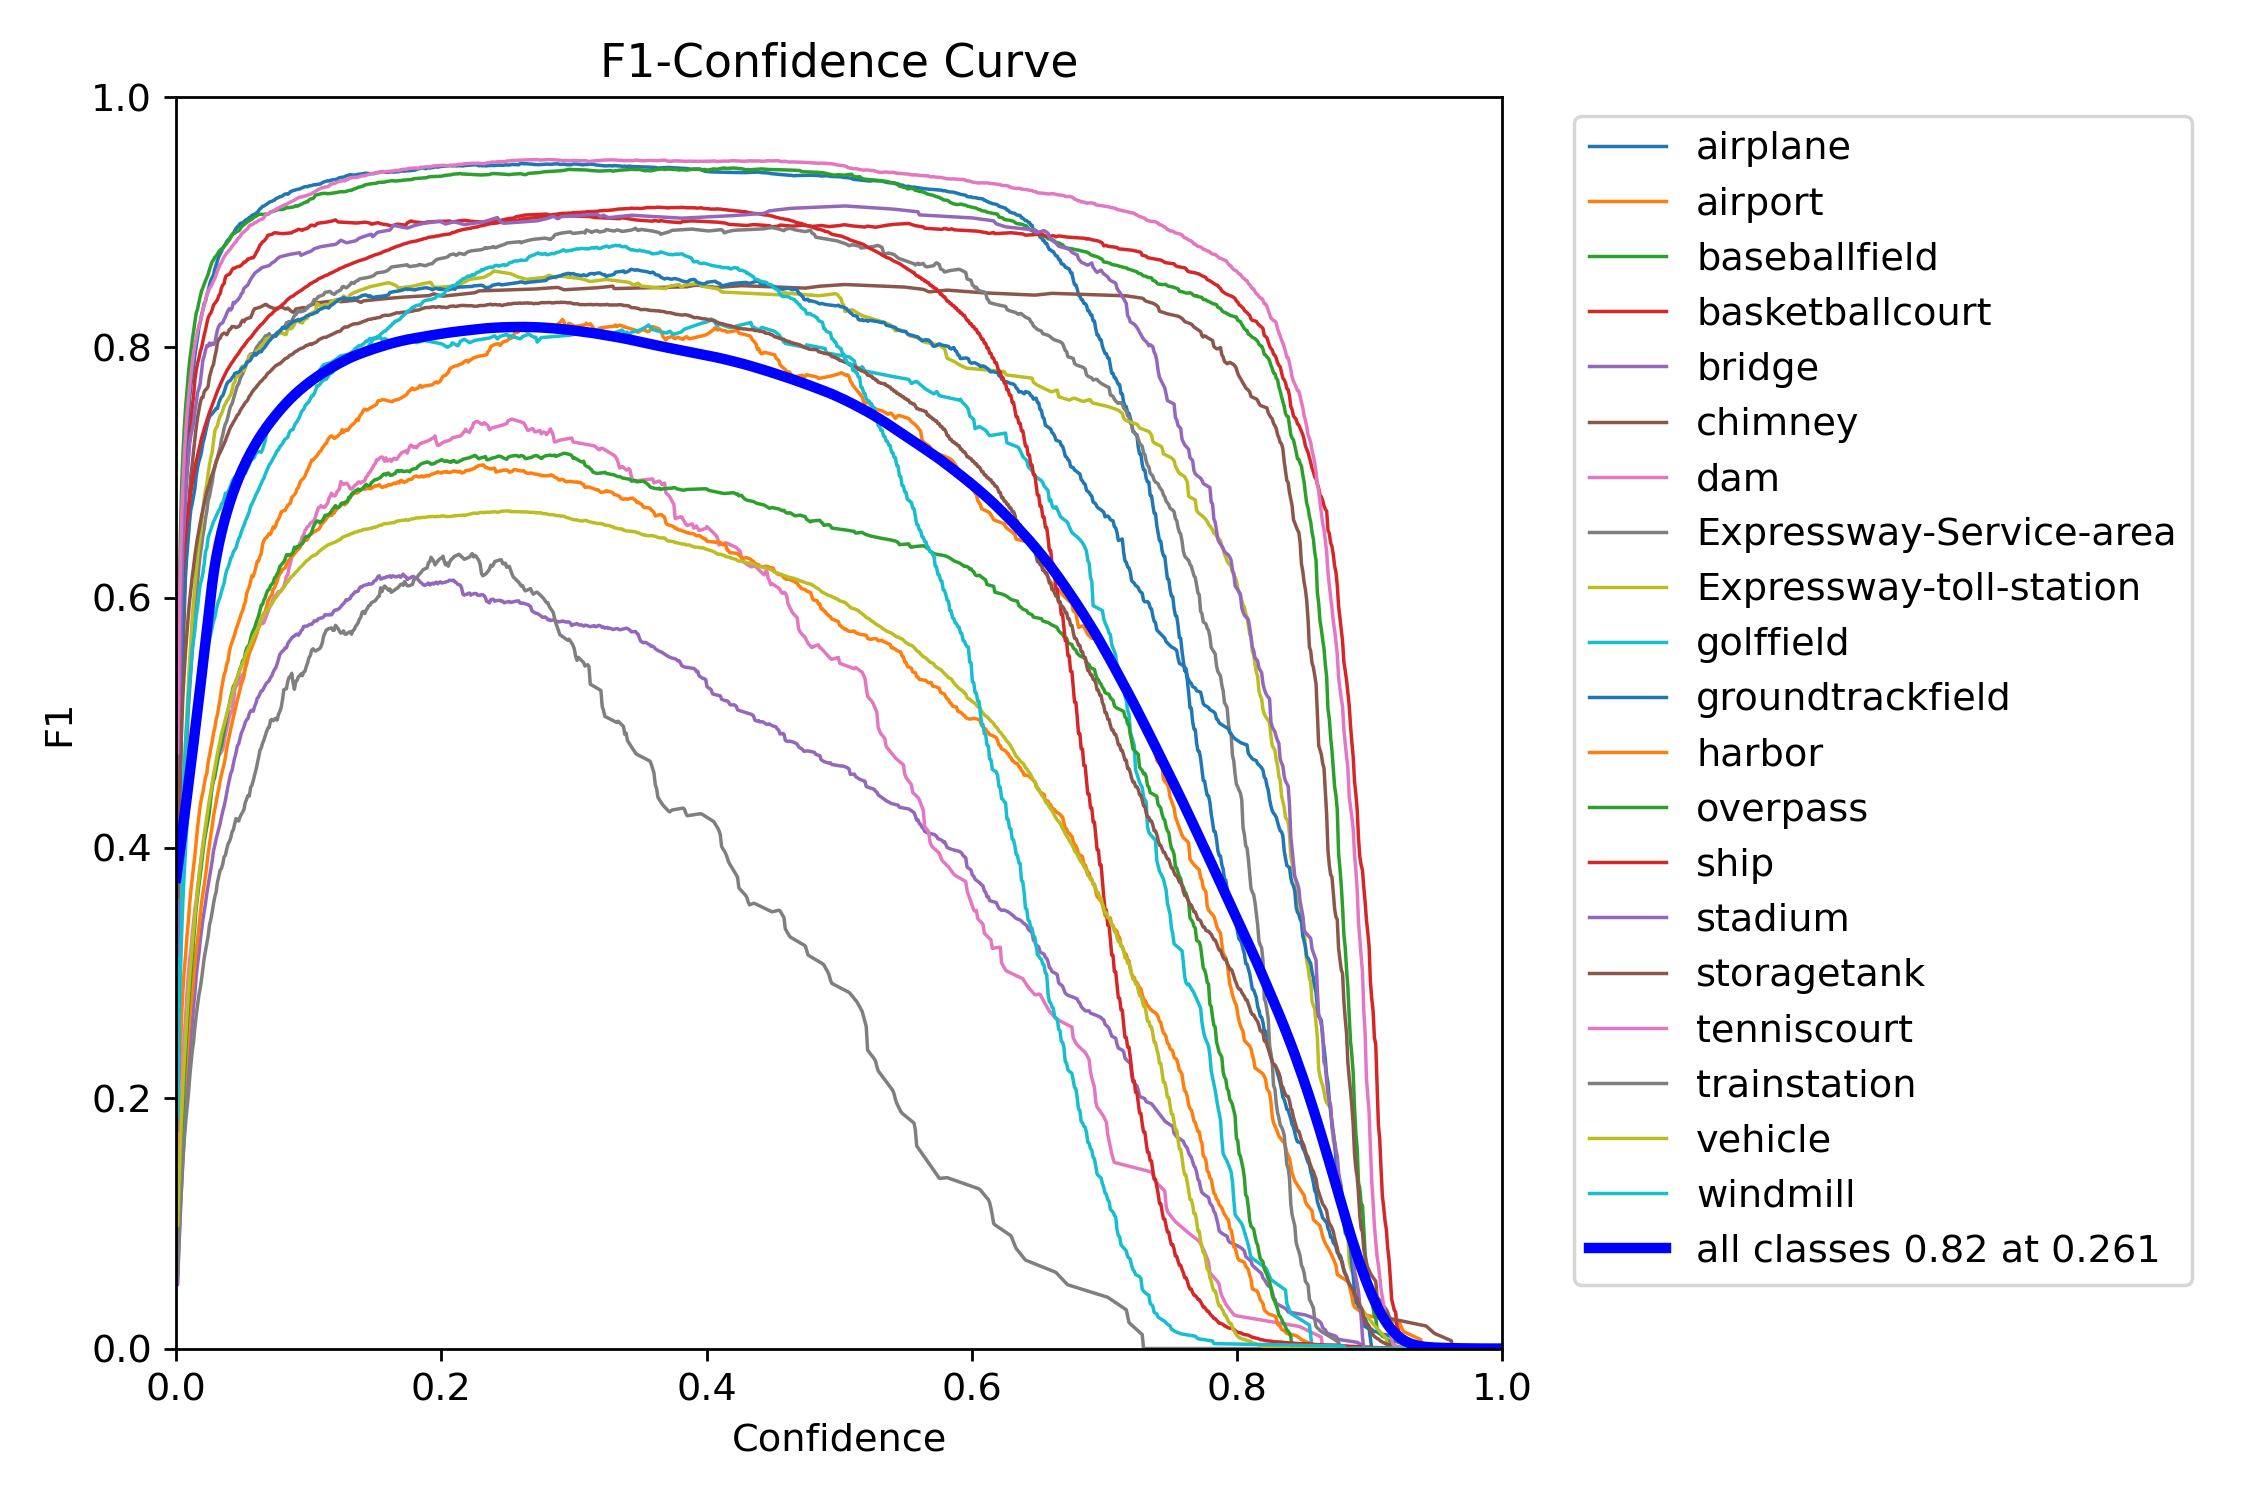 F1-Confidence Curve
1.0
0.8
0.6
0.4
0.2
0.0
F1
0.0 0.2 0.4 0.6 0.8 1.0
Confidence
airplane
airport
baseballfield
basketballcourt
bridge
chimney
dam
Expressway-Service-area
Expressway-toll-station
golffield
groundtrackfield
harbor
overpass
ship
stadium
storagetank
tenniscourt
trainstation
vehicle
windmill
all classes 0.82 at 0.261